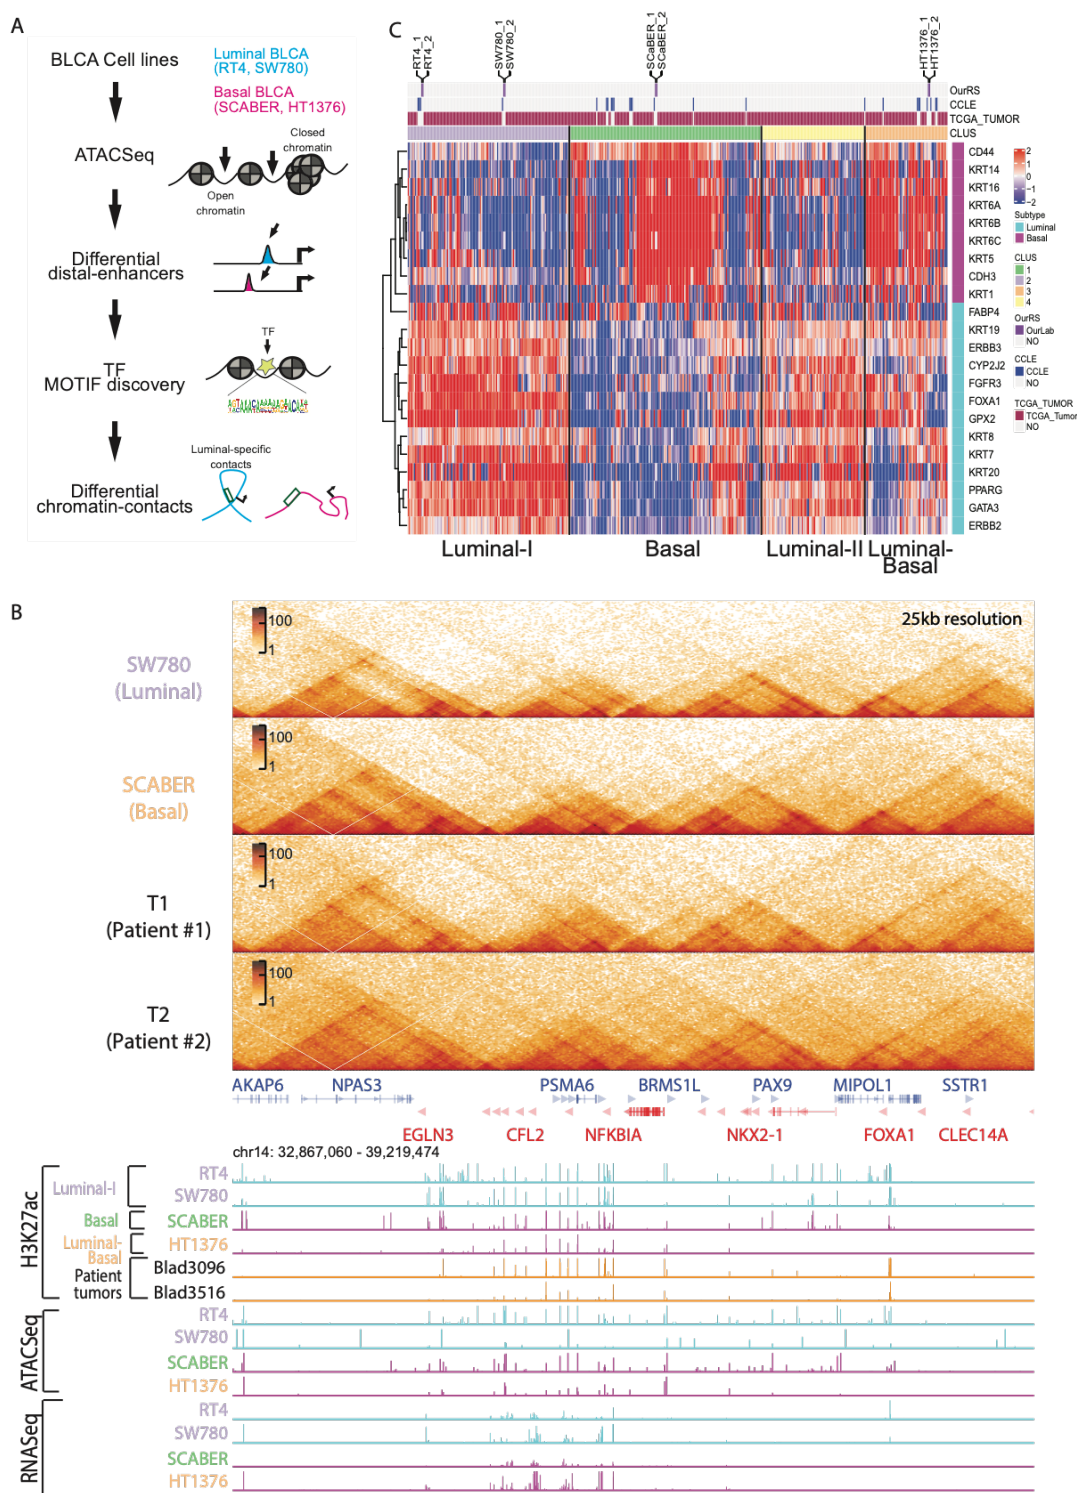 A
BLCA Cell lines
Luminal BLCA
(RT4, SW780)
Basal BLCA
(SCABER, HT1376)
ATACSeq
Closed
chromatin
Open
chromatin
Differential
distal-enhancers
TF
MOTIF discovery
TF
Luminal-specific
contacts
Differential
chromatin-contacts
C
RT4_1
RT4_2
SW780_1
SW780_2
SCaBER_1
SCaBER_2
HT1376_1
HT1376_2
OurRS
CCLE
TCGA_TUMOR
CLUS
CD44
KRT14
KRT16
KRT6A
KRT6B
KRT6C
KRT5
CDH3
KRT1
FABP4
KRT19
ERBB3
CYP2J2
FGFR3
FOXA1
GPX2
KRT8
KRT7
KRT20
PPARG
GATA3
ERBB2
2
1
0
−1
−2
Subtype
Luminal
Basal
CLUS
1
2
3
4
OurRS
OurLab
NO
CCLE
CCLE
NO
TCGA_TUMOR
TCGA_Tumor
NO
Luminal-I
Basal
Luminal-II
Luminal-
Basal
B
25kb resolution
SW780
(Luminal)
100
1
SCABER
(Basal)
100
1
T1
(Patient #1)
100
1
T2
(Patient #2)
100
1
AKAP6 NPAS3 PSMA6 BRMS1L PAX9 MIPOL1 SSTR1
EGLN3 CFL2 NFKBIA NKX2-1 FOXA1 CLEC14A
chr14: 32,867,060 - 39,219,474
H3K27ac
Luminal-I
RT4
SW780
Basal
SCABER
Luminal-
Basal
HT1376
Patient
tumors
Blad3096
Blad3516
ATACSeq
RT4
SW780
SCABER
HT1376
RNASeq
RT4
SW780
SCABER
HT1376